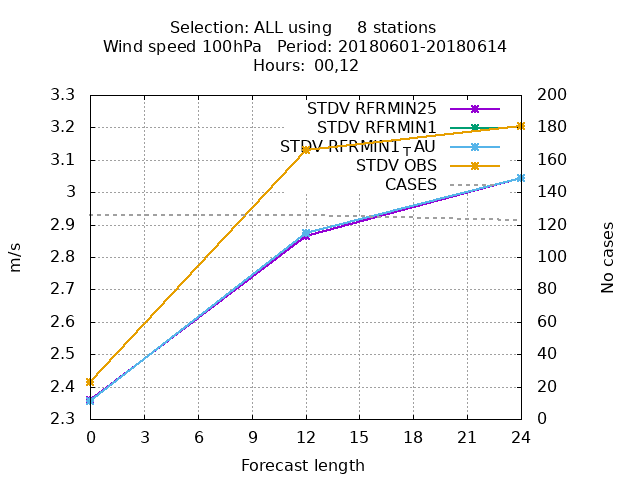 Selection: ALL using     8 stations
Wind speed 100hPa   Period: 20180601-20180614
Hours:  00,12
STDV RFRMIN25
STDV RFRMIN1
STDV RFRMIN1_TAU
STDV OBS
CASES
3.3
3.2
3.1
3
2.9
2.8
2.7
2.6
2.5
2.4
2.3
200
180
160
140
120
100
80
60
40
20
0
0 3 6 9 12 15 18 21 24
m/s
No cases
Forecast length